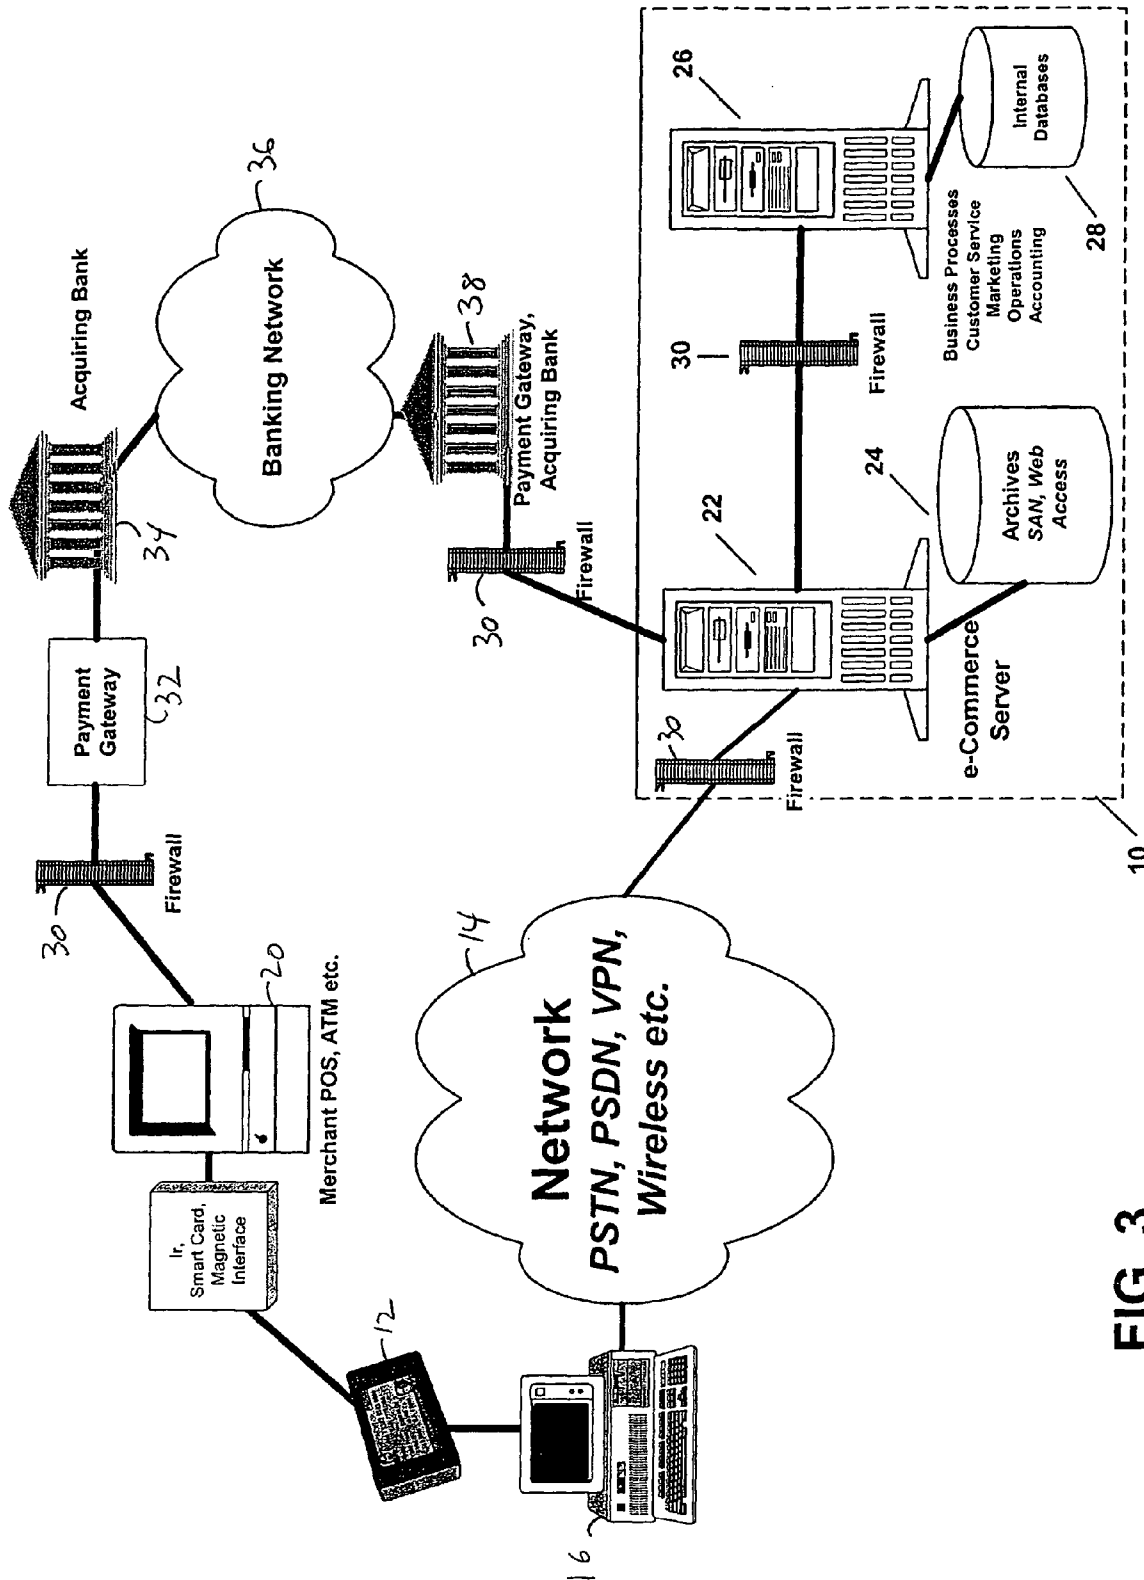 Acquiring Bank
34
36
Banking Network
Payment
Gateway
32
38
Payment Gateway,
Acquiring Bank
30
Firewall
30
Firewall
20
Merchant POS, ATM etc.
Ir,
Smart Card,
Magnetic
Interface
12
16
14
Network
PSTN, PSDN, VPN,
Wireless etc.
30
Firewall
22
e-Commerce
Server
24
Archives
SAN, Web
Access
30
Firewall
26
Business Processes
Customer Service
Marketing
Operations
Accounting
Internal
Databases
28
10
FIG. 3